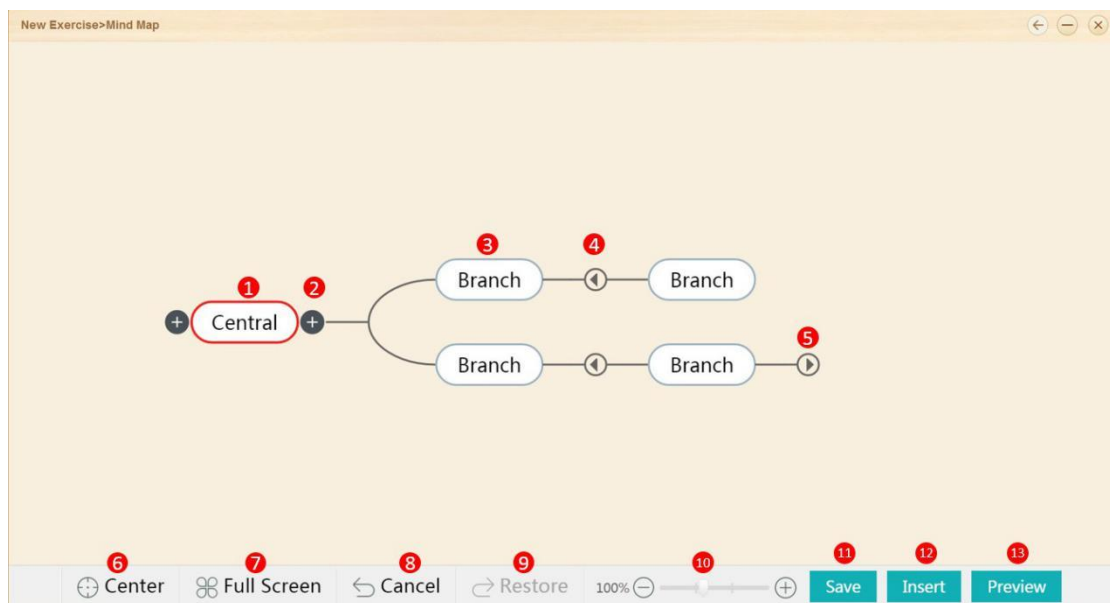 New Exercise>Mind Map
3
4
Branch
Branch
1
2
+ Central +
5
Branch
Branch
6
7
8
9
10
11
12
13
Center
Full Screen
Cancel
Restore
100%
Save
Insert
Preview